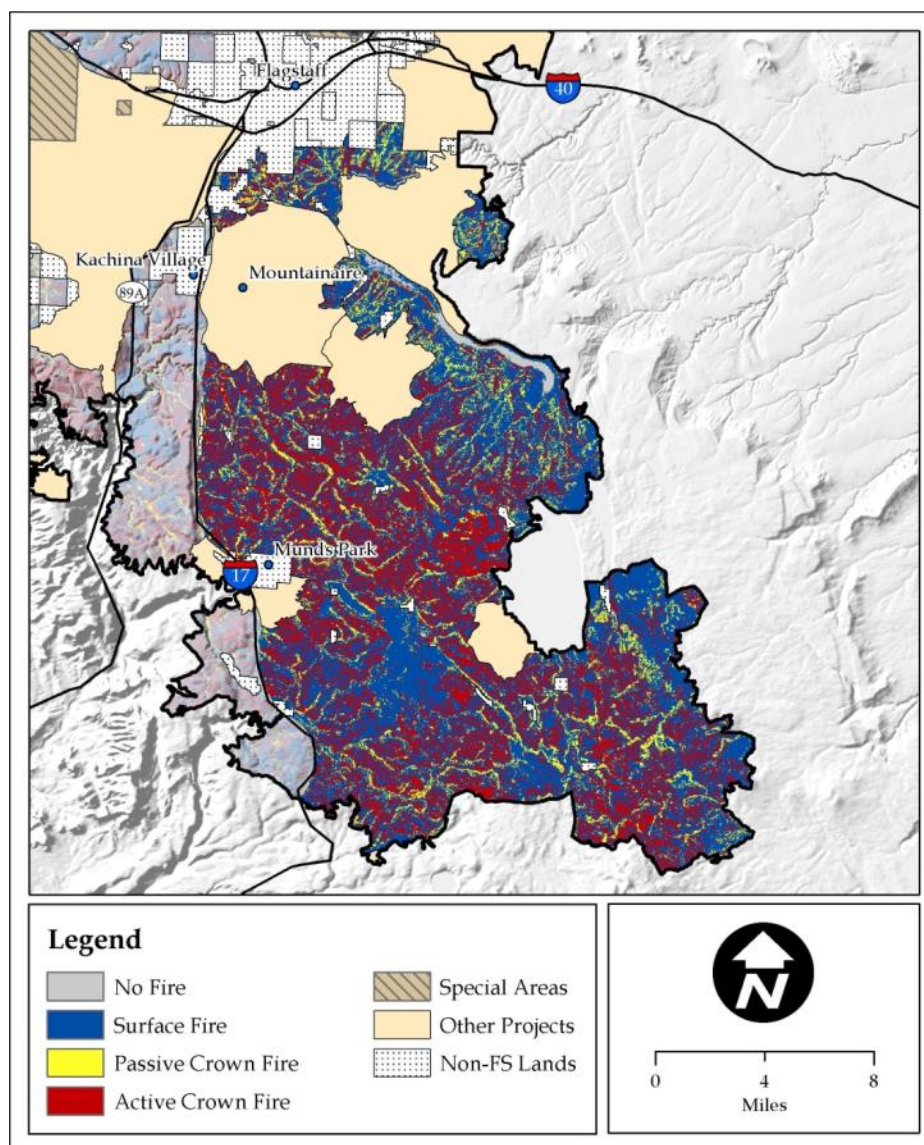 Flagstaff
40
Kachina Village
89A
Mountainaire
Munds Park
17
Legend
No Fire
Surface Fire
Passive Crown Fire
Active Crown Fire
Special Areas
Other Projects
Non-FS Lands
N
0 4 8
Miles